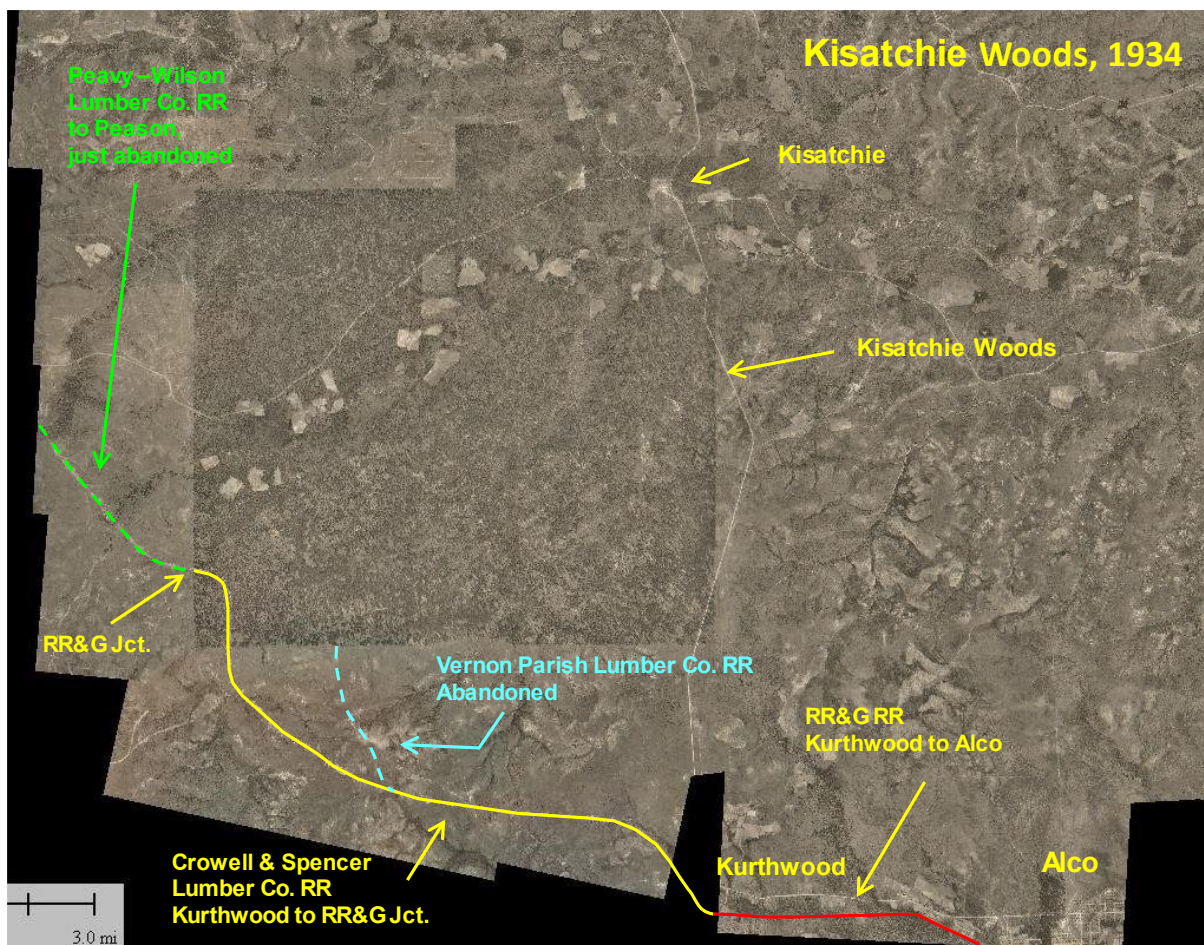 Kisatchie Woods, 1934
Peavy –Wilson
Lumber Co. RR
to Peason,
just abandoned
Kisatchie
Kisatchie Woods
RR&G Jct.
Vernon Parish Lumber Co. RR
Abandoned
RR&G RR
Kurthwood to Alco
Crowell & Spencer
Lumber Co. RR
Kurthwood to RR&G Jct.
Kurthwood
Alco
3.0 mi